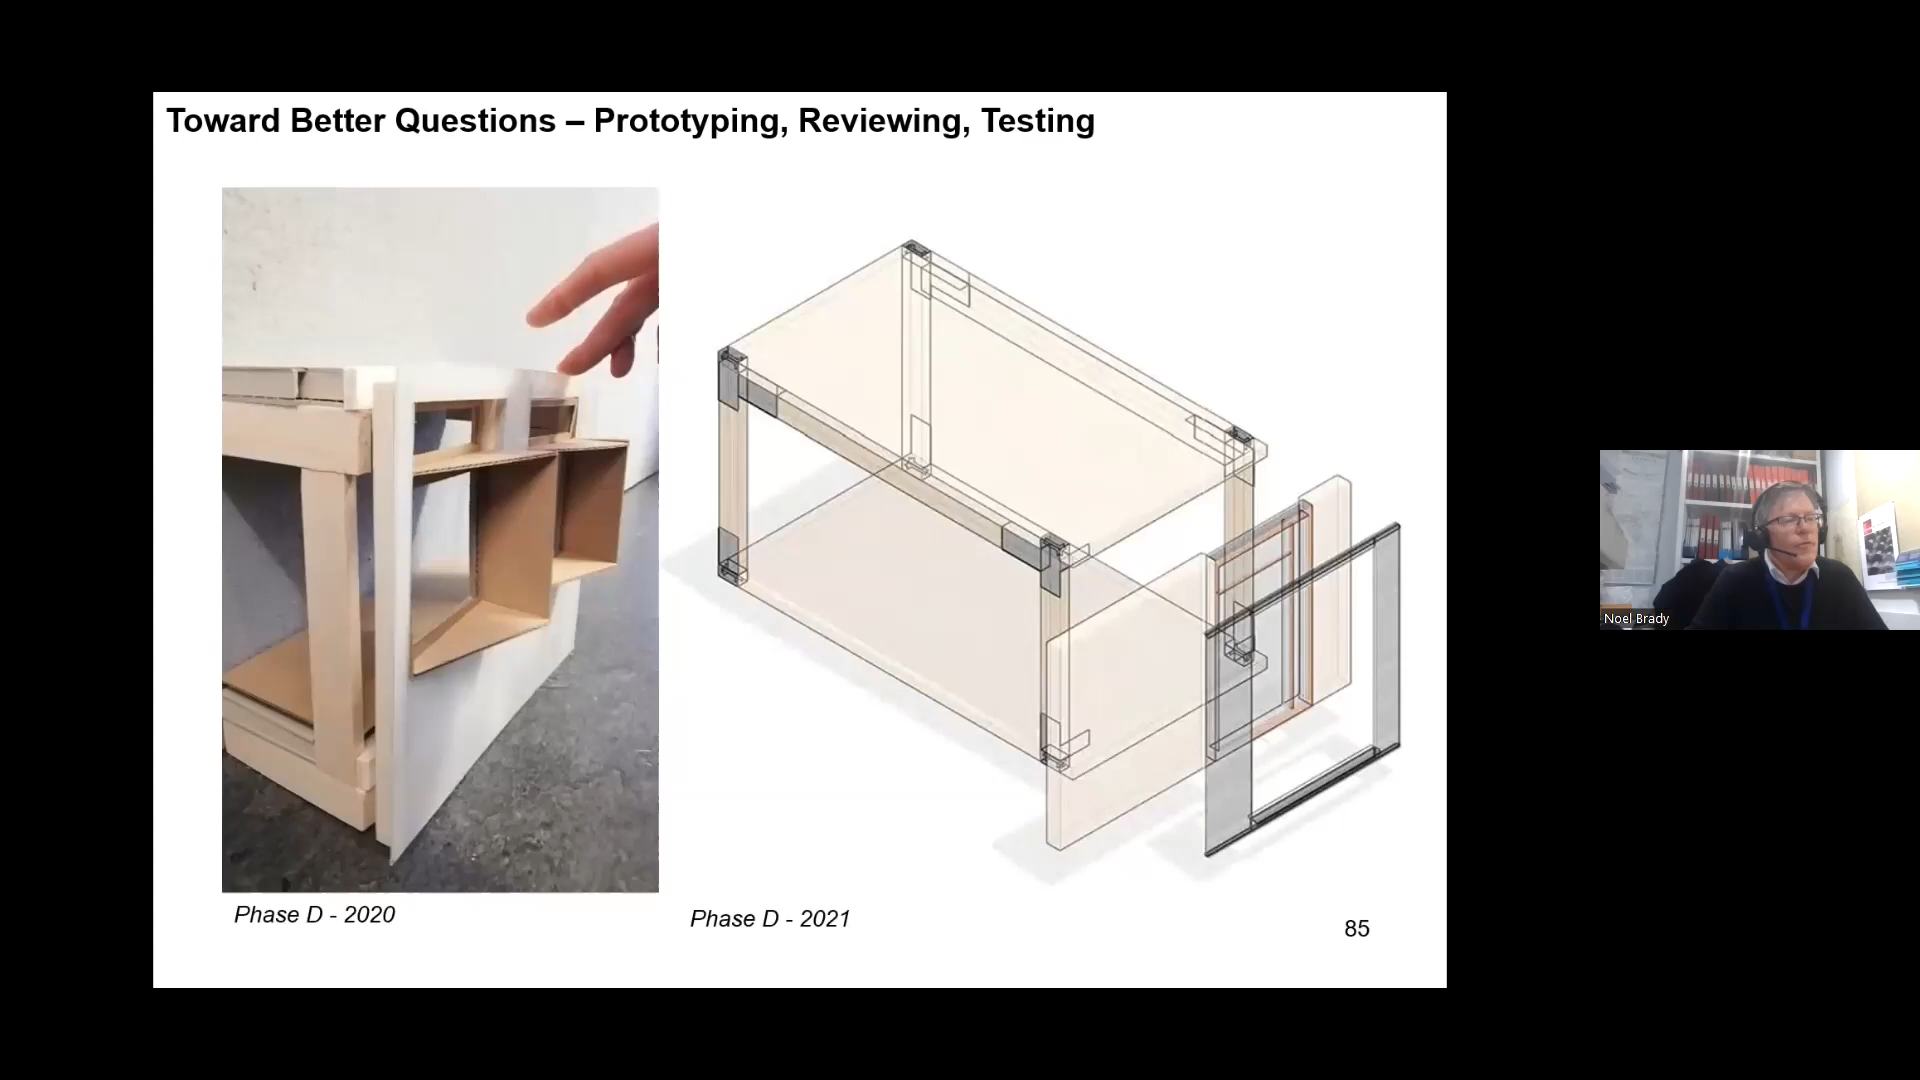 Toward Better Questions – Prototyping, Reviewing, Testing
Phase D - 2020
Phase D - 2021
85
Noel Brady